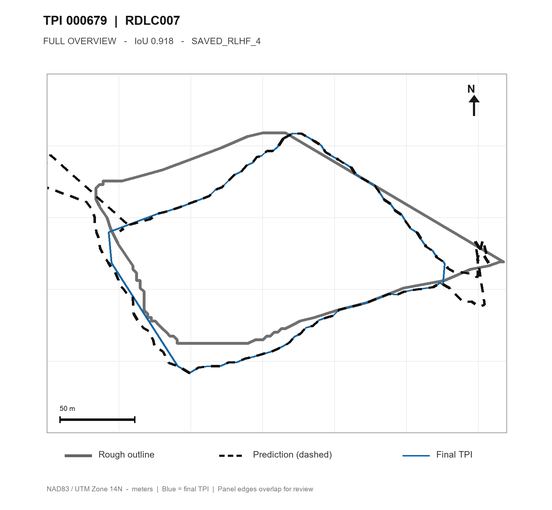 TPI 000679 | RDLC007
FULL OVERVIEW - IoU 0.918 - SAVED_RLHF_4
N
50 m
Rough outline
Prediction (dashed)
Final TPI
NAD83 / UTM Zone 14N - meters | Blue = final TPI | Panel edges overlap for review